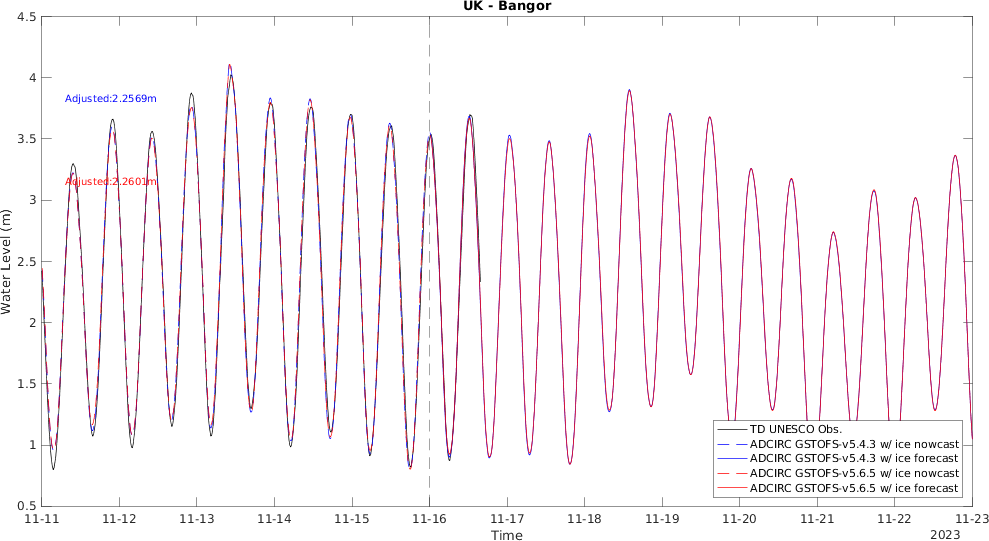 UK - Bangor
4.5
4
3.5
3
2.5
2
1.5
1
0.5
Water Level (m)
Adjusted:2.2569m
Adjusted:2.2601m
TD UNESCO Obs.
ADCIRC GSTOFS-v5.4.3 w/ ice nowcast
ADCIRC GSTOFS-v5.4.3 w/ ice forecast
ADCIRC GSTOFS-v5.6.5 w/ ice nowcast
ADCIRC GSTOFS-v5.6.5 w/ ice forecast
11-11 11-12 11-13 11-14 11-15 11-16 11-17 11-18 11-19 11-20 11-21 11-22 11-23
Time
2023